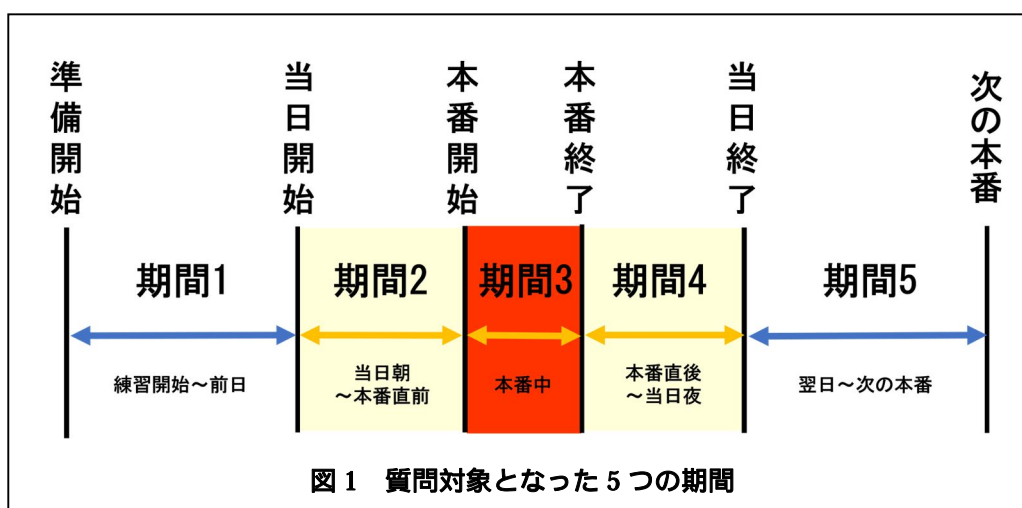 準備開始
当日開始
本番開始
本番終了
当日終了
次の本番
期間1
期間2
期間3
期間4
期間5
練習開始～前日
当日朝
～本番直前
本番中
本番直後
～当日夜
翌日～次の本番
図 1　質問対象となった 5 つの期間